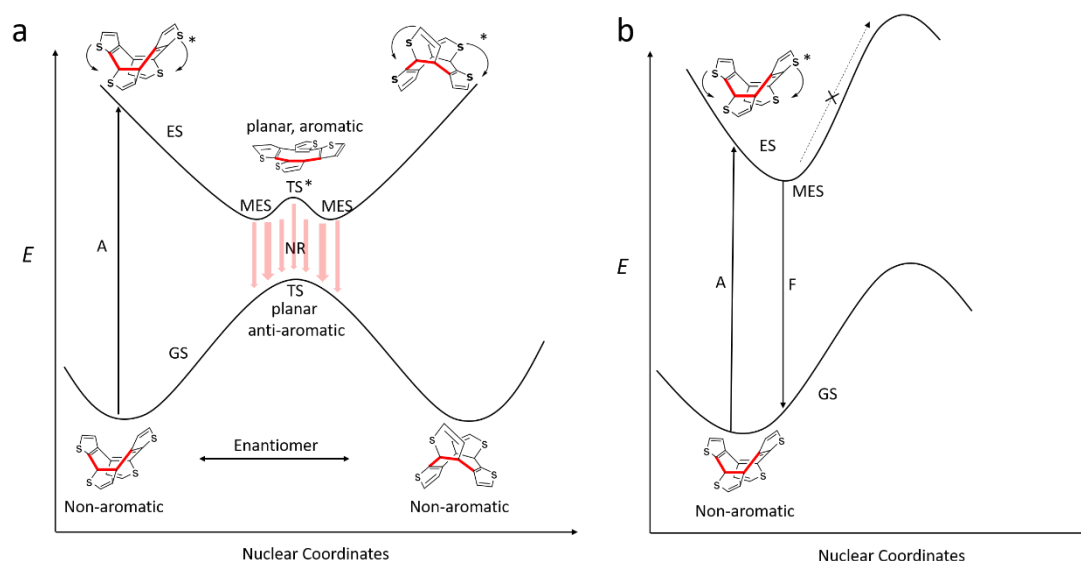 a
S
S
S
S
*
S
S
S
S
*
ES
planar, aromatic
S
S
S
S
TS*
MES
MES
A
NR
E
TS
planar
anti-aromatic
GS
S
S
S
S
Enantiomer
S
S
S
S
Non-aromatic
Non-aromatic
Nuclear Coordinates
b
S
S
S
S
*
X
ES
MES
E
A
F
GS
S
S
S
S
Non-aromatic
Nuclear Coordinates